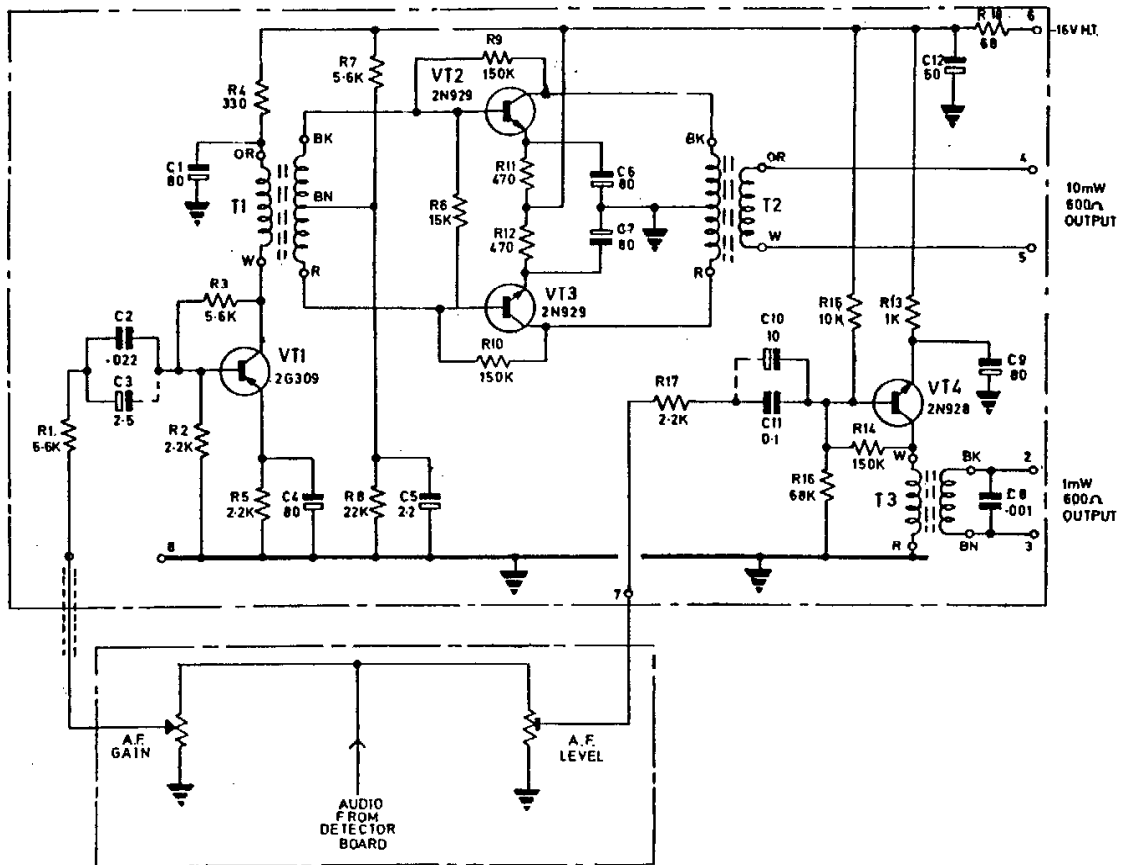 R18
68
6
-16V H.T.
C12
50
R9
150K
VT2
2N929
R7
5·6K
R4
330
OR
C1
80
T1
W
BK
BN
R
R11
470
R6
15K
R12
470
C6
80
C7
80
BK
R
OR
T2
W
4
5
10mW
600Ω
OUTPUT
VT3
2N929
R10
150K
R3
5·6K
C2
·022
C3
2·5
VT1
2G309
R1
R2
2·2K
R5
2·2K
C4
80
R8
22K
C5
2·2
8
R17
2·2K
C10
10
C11
0·1
R16
10K
R13
1K
C9
80
VT4
2N928
R14
150K
R16
68K
W
T3
R
BK
BN
C8
·001
2
3
1mW
600Ω
OUTPUT
7
A.F.
GAIN
A.F.
LEVEL
AUDIO
FROM
DETECTOR
BOARD